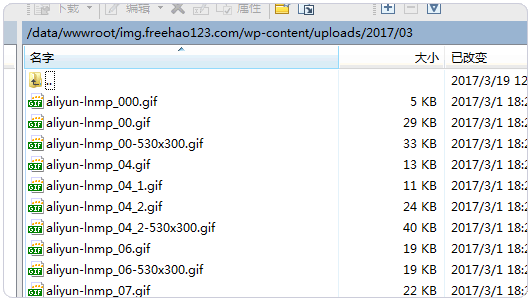 下载 编辑 属性
/data/wwwroot/img.freehao123.com/wp-content/uploads/2017/03
名字 大小 已改变
.. 2017/3/19 12
aliyun-lnmp_000.gif 5 KB 2017/3/1 18:2
aliyun-lnmp_00.gif 29 KB 2017/3/1 18:2
aliyun-lnmp_00-530x300.gif 33 KB 2017/3/1 18:2
aliyun-lnmp_04.gif 13 KB 2017/3/1 18:2
aliyun-lnmp_04_1.gif 11 KB 2017/3/1 18:2
aliyun-lnmp_04_2.gif 24 KB 2017/3/1 18:2
aliyun-lnmp_04_2-530x300.gif 40 KB 2017/3/1 18:2
aliyun-lnmp_06.gif 19 KB 2017/3/1 18:2
aliyun-lnmp_06-530x300.gif 19 KB 2017/3/1 18:2
aliyun-lnmp_07.gif 22 KB 2017/3/1 18:3